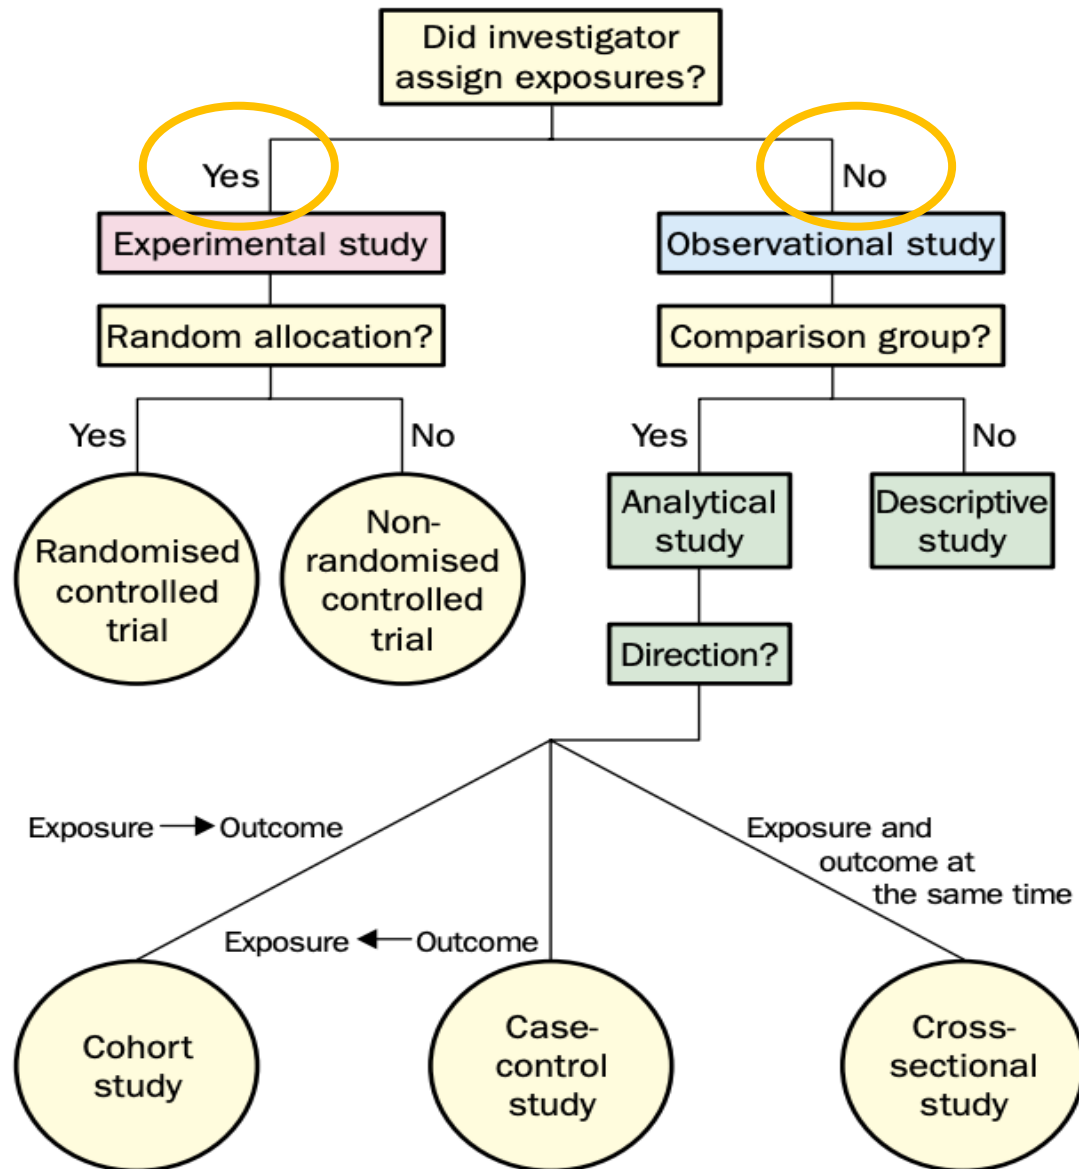 Did investigator
assign exposures?
Yes
No
Experimental study
Observational study
Random allocation?
Comparison group?
Yes
No
Yes
No
Randomised
controlled
trial
Non-
randomised
controlled
trial
Analytical
study
Descriptive
study
Direction?
Exposure → Outcome
Exposure ← Outcome
Exposure and
outcome at
the same time
Cohort
study
Case-
control
study
Cross-
sectional
study